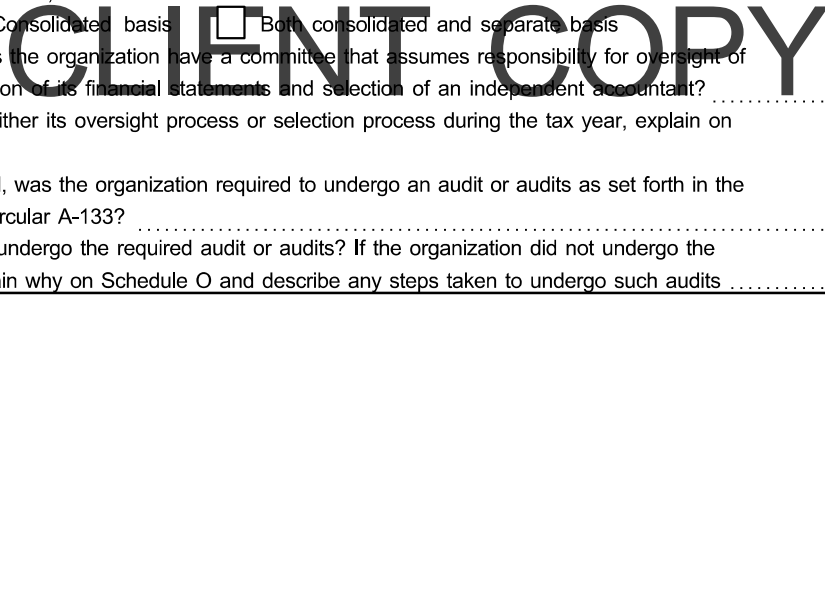 CLIENT COPY
Consolidated basis Both consolidated and separate basis
the organization have a committee that assumes responsibility for oversight of
of its financial statements and selection of an independent accountant? ............
its oversight process or selection process during the tax year, explain on
, was the organization required to undergo an audit or audits as set forth in the
A-133? ............................................................................
undergo the required audit or audits? If the organization did not undergo the
why on Schedule O and describe any steps taken to undergo such audits ...........